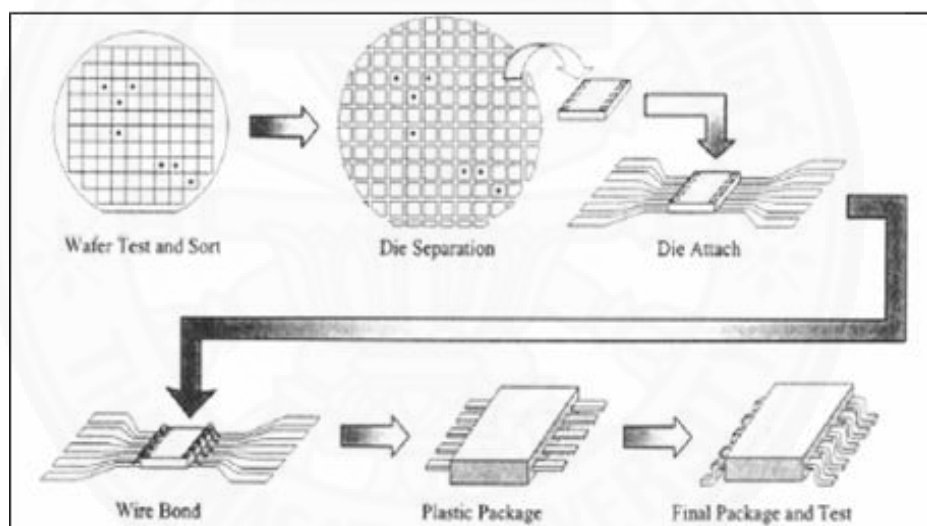 Wafer Test and Sort
Die Separation
Die Attach
Wire Bond
Plastic Package
Final Package and Test